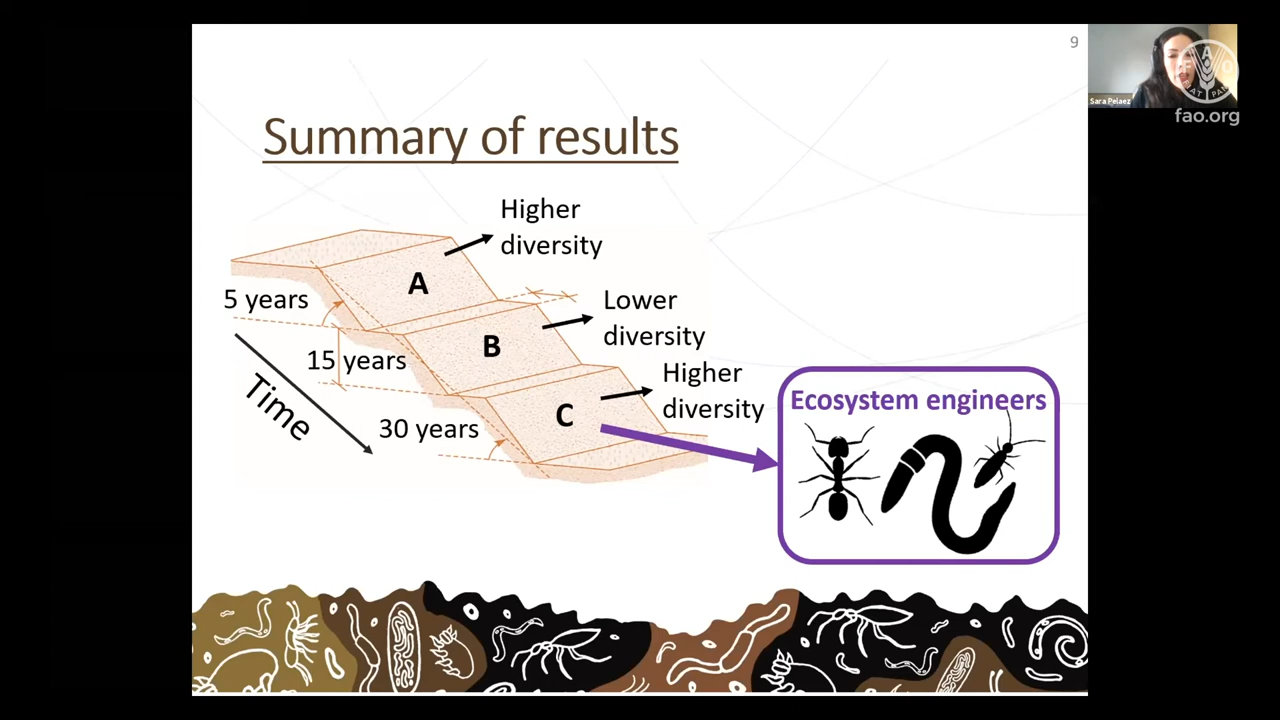 9
Sara Pelaez
fao.org
Summary of results
Higher
diversity
A
5 years
Lower
diversity
B
15 years
Higher
diversity
C
Time
30 years
Ecosystem engineers